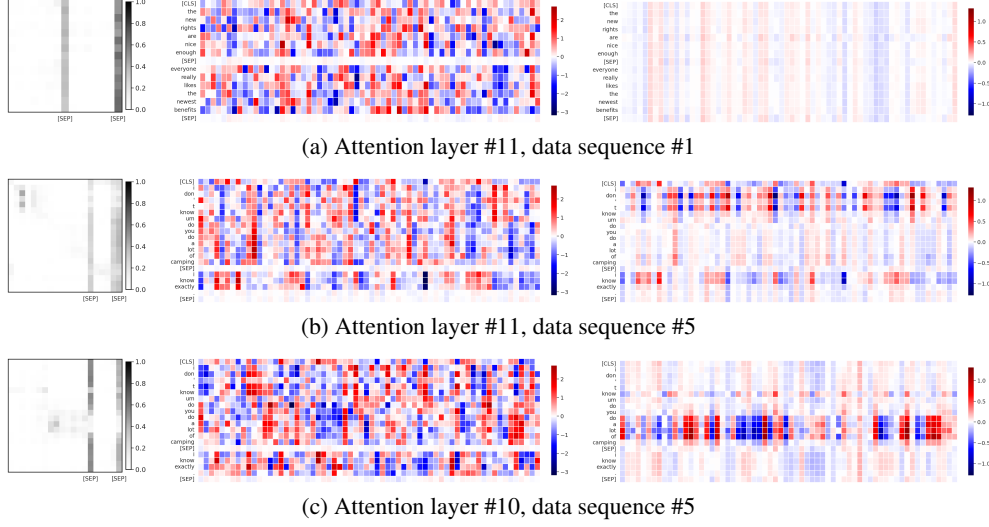 1.0
0.8
0.6
0.4
0.2
0.0
[SEP] [SEP]
[CLS]
the
new
rights
are
nice
enough
[SEP]
everyone
really
likes
the
newest
benefits
[SEP]
2
1
0
−1
−2
−3
[CLS]
the
new
rights
are
nice
enough
[SEP]
everyone
really
likes
the
newest
benefits
[SEP]
1.0
0.5
0.0
−0.5
−1.0
(a) Attention layer #11, data sequence #1
1.0
0.8
0.6
0.4
0.2
0.0
[SEP] [SEP]
[CLS]
i
don
'
t
know
um
do
you
do
a
lot
of
camping
[SEP]
i
know
exactly
[SEP]
2
1
0
−1
−2
−3
[CLS]
i
don
'
t
know
um
do
you
do
a
lot
of
camping
[SEP]
i
know
exactly
[SEP]
1.0
0.5
0.0
−0.5
−1.0
(b) Attention layer #11, data sequence #5
1.0
0.8
0.6
0.4
0.2
0.0
[SEP] [SEP]
[CLS]
i
don
'
t
know
um
do
you
do
a
lot
of
camping
[SEP]
i
know
exactly
[SEP]
2
1
0
−1
−2
−3
[CLS]
i
don
'
t
know
um
do
you
do
a
lot
of
camping
[SEP]
i
know
exactly
[SEP]
1.0
0.5
0.0
−0.5
−1.0
(c) Attention layer #10, data sequence #5